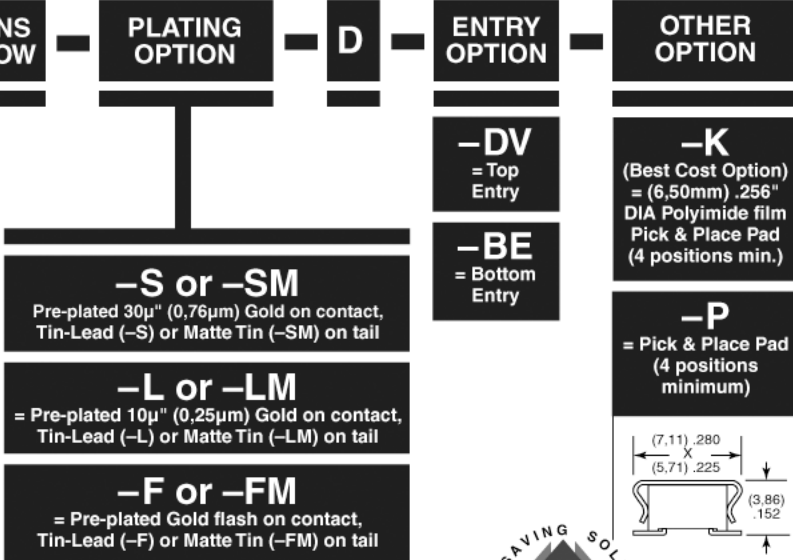 NS
OW
PLATING
OPTION
D
ENTRY
OPTION
OTHER
OPTION
–S or –SM
Pre-plated 30µ" (0,76µm) Gold on contact,
Tin-Lead (–S) or Matte Tin (–SM) on tail
–L or –LM
= Pre-plated 10µ" (0,25µm) Gold on contact,
Tin-Lead (–L) or Matte Tin (–LM) on tail
–F or –FM
= Pre-plated Gold flash on contact,
Tin-Lead (–F) or Matte Tin (–FM) on tail
–DV
= Top
Entry
–BE
= Bottom
Entry
–K
(Best Cost Option)
= (6,50mm) .256"
DIA Polyimide film
Pick & Place Pad
(4 positions min.)
–P
= Pick & Place Pad
(4 positions
minimum)
(7,11) .280
X
(5,71) .225
(3,86)
.152
AVING SOL